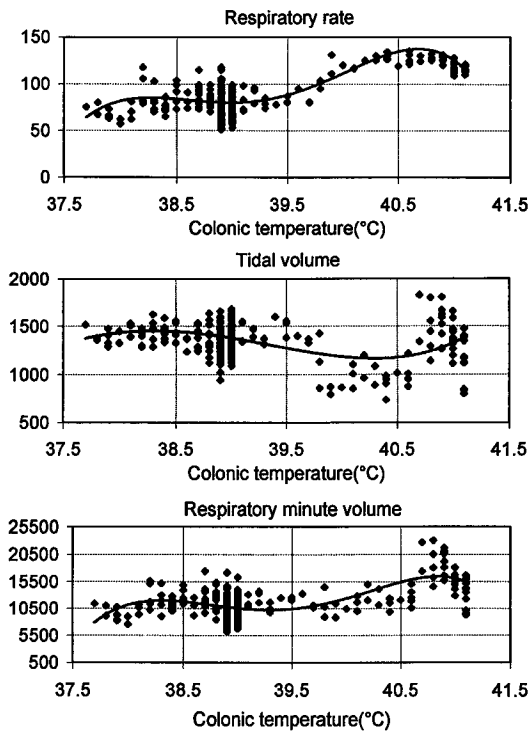 Respiratory rate
150
100
50
0
37.5 38.5 39.5 40.5 41.5
Colonic temperature(°C)
Tidal volume
2000
1500
1000
500
37.5 38.5 39.5 40.5 41.5
Colonic temperature(°C)
Respiratory minute volume
25500
20500
15500
10500
5500
500
37.5 38.5 39.5 40.5 41.5
Colonic temperature(°C)